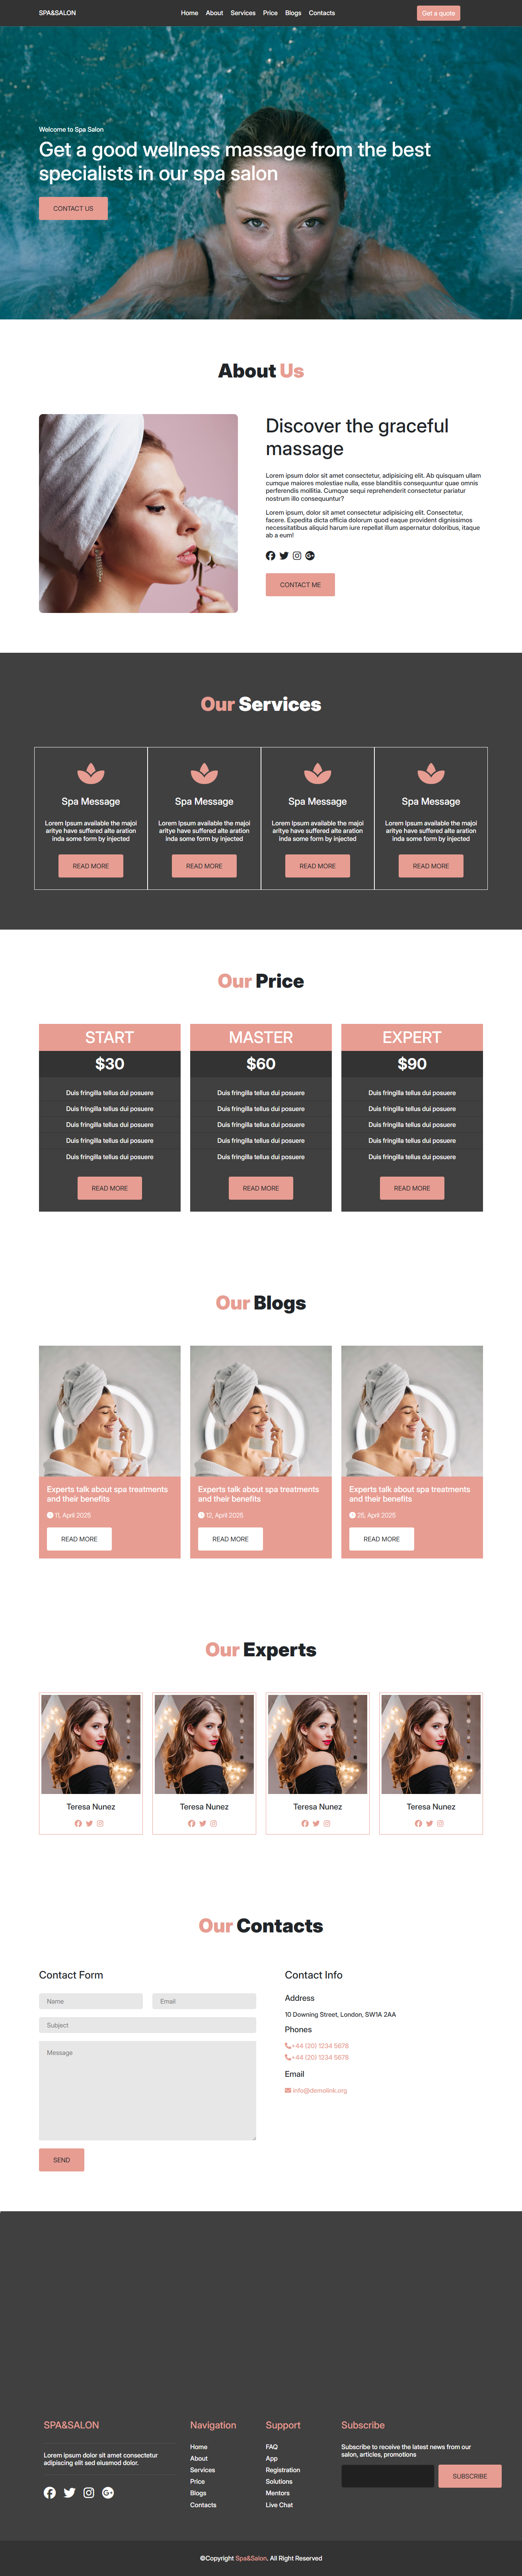 SPA&SALON
Home About Services Price Blogs Contacts
Get a quote
Welcome to Spa Salon
Get a good wellness massage from the best
specialists in our spa salon
CONTACT US
About Us
Discover the graceful
massage
Lorem ipsum dolor sit amet consectetur, adipisicing elit. Ab quisquam ullam
cumque maiores molestiae nulla, esse blanditiis consequuntur quae omnis
perferendis mollitia. Cumque sequi reprehenderit consectetur pariatur
nostrum illo consequuntur?
Lorem ipsum, dolor sit amet consectetur adipisicing elit. Consectetur,
facere. Expedita dicta officia dolorum quod eaque provident dignissimos
necessitatibus aliquid harum iure repellat illum aspernatur doloribus, itaque
ab a eum!
CONTACT ME
Our Services
Spa Message
Lorem Ipsum available the majoi
aritye have suffered alte aration
inda some form by injected
READ MORE
Spa Message
Lorem Ipsum available the majoi
aritye have suffered alte aration
inda some form by injected
READ MORE
Spa Message
Lorem Ipsum available the majoi
aritye have suffered alte aration
inda some form by injected
READ MORE
Spa Message
Lorem Ipsum available the majoi
aritye have suffered alte aration
inda some form by injected
READ MORE
Our Price
START
$30
Duis fringilla tellus dui posuere
Duis fringilla tellus dui posuere
Duis fringilla tellus dui posuere
Duis fringilla tellus dui posuere
Duis fringilla tellus dui posuere
READ MORE
MASTER
$60
Duis fringilla tellus dui posuere
Duis fringilla tellus dui posuere
Duis fringilla tellus dui posuere
Duis fringilla tellus dui posuere
Duis fringilla tellus dui posuere
READ MORE
EXPERT
$90
Duis fringilla tellus dui posuere
Duis fringilla tellus dui posuere
Duis fringilla tellus dui posuere
Duis fringilla tellus dui posuere
Duis fringilla tellus dui posuere
READ MORE
Our Blogs
Experts talk about spa treatments
and their benefits
11, April 2025
READ MORE
Experts talk about spa treatments
and their benefits
12, April 2025
READ MORE
Experts talk about spa treatments
and their benefits
25, April 2025
READ MORE
Our Experts
Teresa Nunez
Teresa Nunez
Teresa Nunez
Teresa Nunez
Our Contacts
Contact Form
Name
Email
Subject
Message
SEND
Contact Info
Address
10 Downing Street, London, SW1A 2AA
Phones
+44 (20) 1234 5678
+44 (20) 1234 5678
Email
info@demolink.org
SPA&SALON
Lorem ipsum dolor sit amet consectetur
adipiscing elit sed eiusmod dolor.
Navigation
Home
About
Services
Price
Blogs
Contacts
Support
FAQ
App
Registration
Solutions
Mentors
Live Chat
Subscribe
Subscribe to receive the latest news from our
salon, articles, promotions
SUBSCRIBE
©Copyright Spa&Salon. All Right Reserved